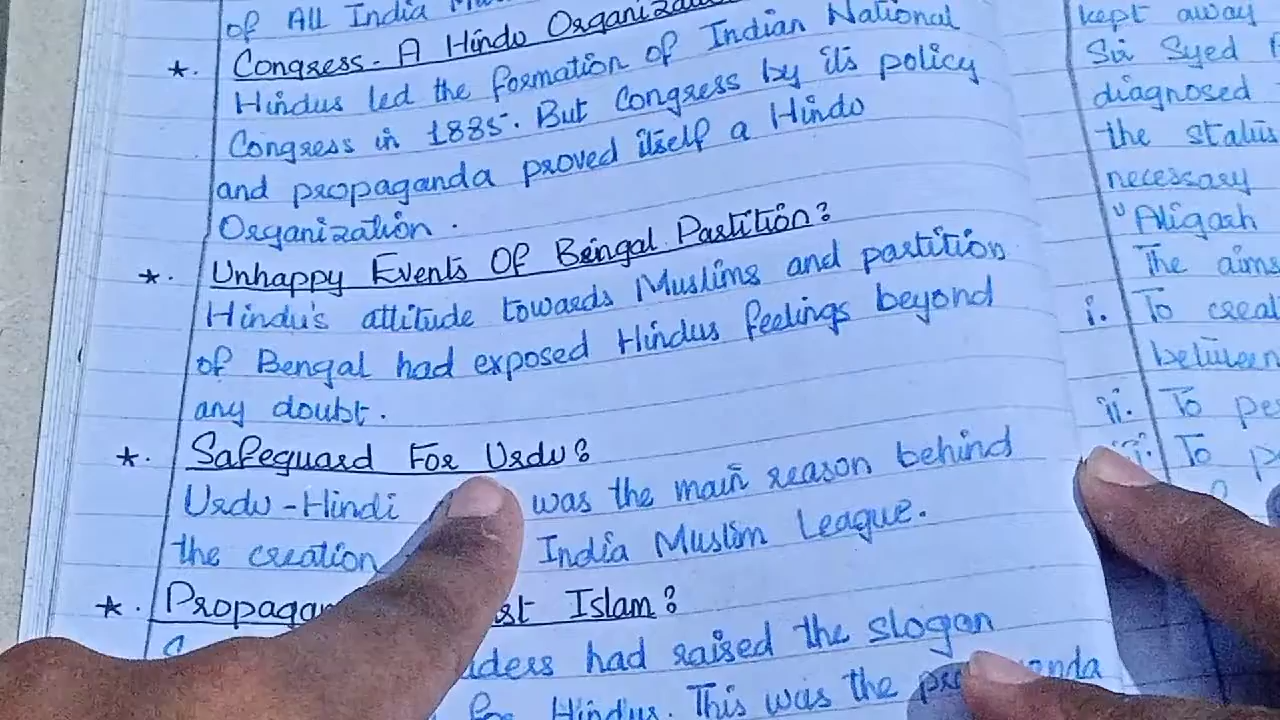 of All India
★. Congress - A Hindu
Hindus led the formation of Indian National
Congress in 1885. But Congress by its policy
and propaganda proved itself a Hindu
Organization.
★. Unhappy Events Of Bengal Partition?
Hindu's attitude towards Muslims and partition
of Bengal had exposed Hindus feelings beyond
any doubt.
★. Safeguard For Urdu?
Urdu - Hindi was the main reason behind
the creation India Muslim League.
★. Islam?
had raised the slogan
for Hindus. This was the
kept away
Sir Syed
diagnosed
the status
necessary
"Aligarh
The aims
i. To
between
ii. To
To